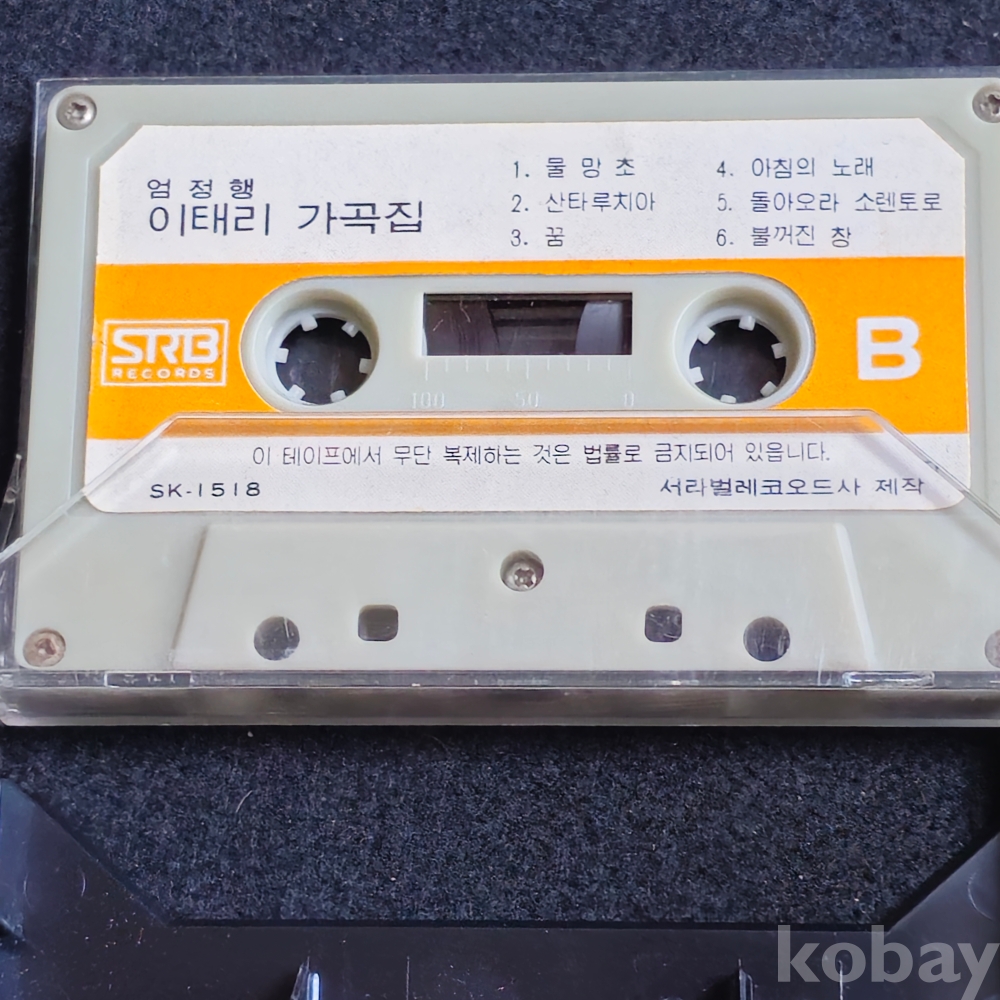 엄 정 행
이태리 가곡집
1. 물 망 초
2. 산타루치아
3. 꿈
4. 아침의 노래
5. 돌아오라 소렌토로
6. 불꺼진 창
SRB
RECORDS
B
100 50 0
이 테이프에서 무단 복제하는 것은 법률로 금지되어 있읍니다.
SK-1518
서라벌레코오드사 제작
kobay